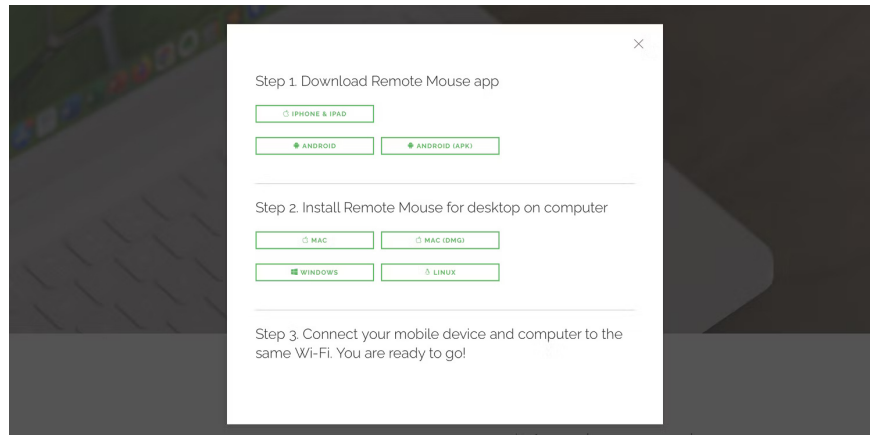 Step 1. Download Remote Mouse app
IPHONE & IPAD
ANDROID
ANDROID (APK)
Step 2. Install Remote Mouse for desktop on computer
MAC
MAC (DMG)
WINDOWS
LINUX
Step 3. Connect your mobile device and computer to the
same Wi-Fi. You are ready to go!